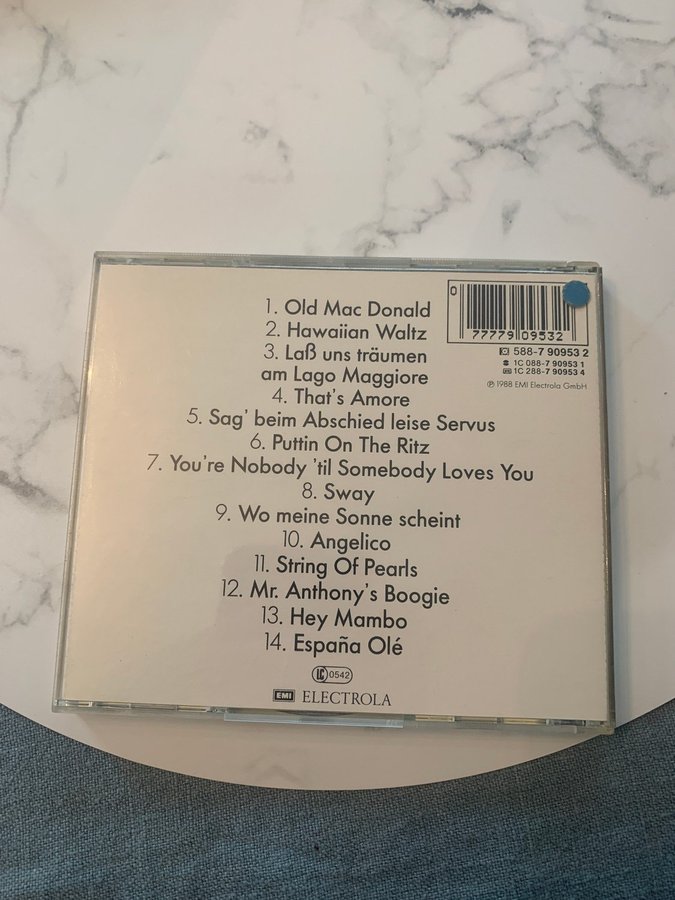 1. Old Mac Donald
2. Hawaiian Waltz
3. Laß uns träumen
am Lago Maggiore
4. That's Amore
5. Sag' beim Abschied leise Servus
6. Puttin On The Ritz
7. You're Nobody 'til Somebody Loves You
8. Sway
9. Wo meine Sonne scheint
10. Angelico
11. String Of Pearls
12. Mr. Anthony's Boogie
13. Hey Mambo
14. España Olé
0
77779 09532
588-7 90953 2
1C 088-7 90953 1
1C 288-7 90953 4
℗ 1988 EMI Electrola GmbH
LC 0542
EMI ELECTROLA